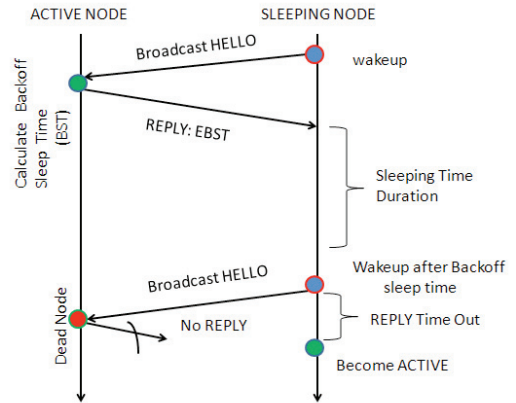 ACTIVE NODE
SLEEPING NODE
Broadcast HELLO
wakeup
Calculate Backoff
Sleep Time
(BST)
REPLY: EBST
Sleeping Time
Duration
Broadcast HELLO
Wakeup after Backoff
sleep time
Dead Node
No REPLY
REPLY Time Out
Become ACTIVE